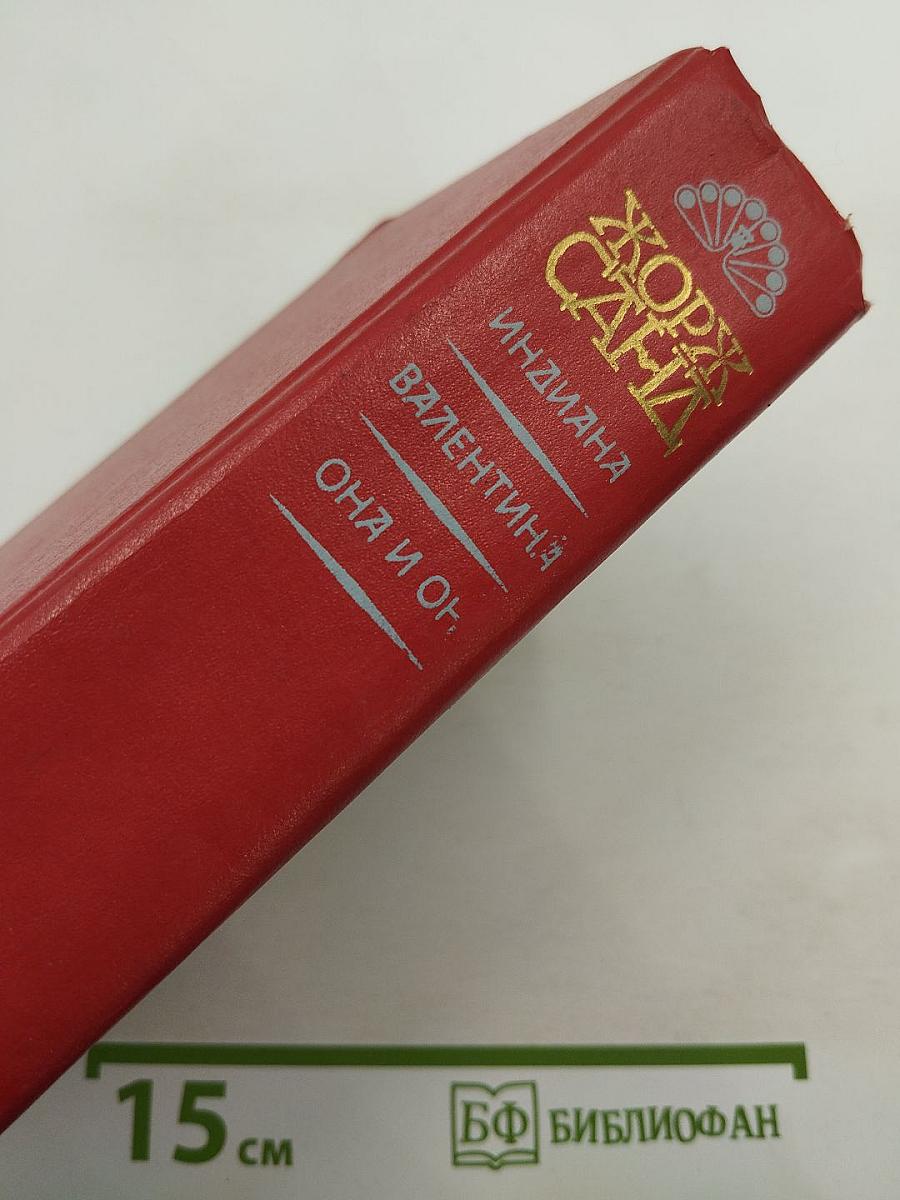 ЖОРЖ
САНД
ИНДИАНА
ВАЛЕНТИНА
ОНА И ОН
15 см
БФ БИБЛИОФАН